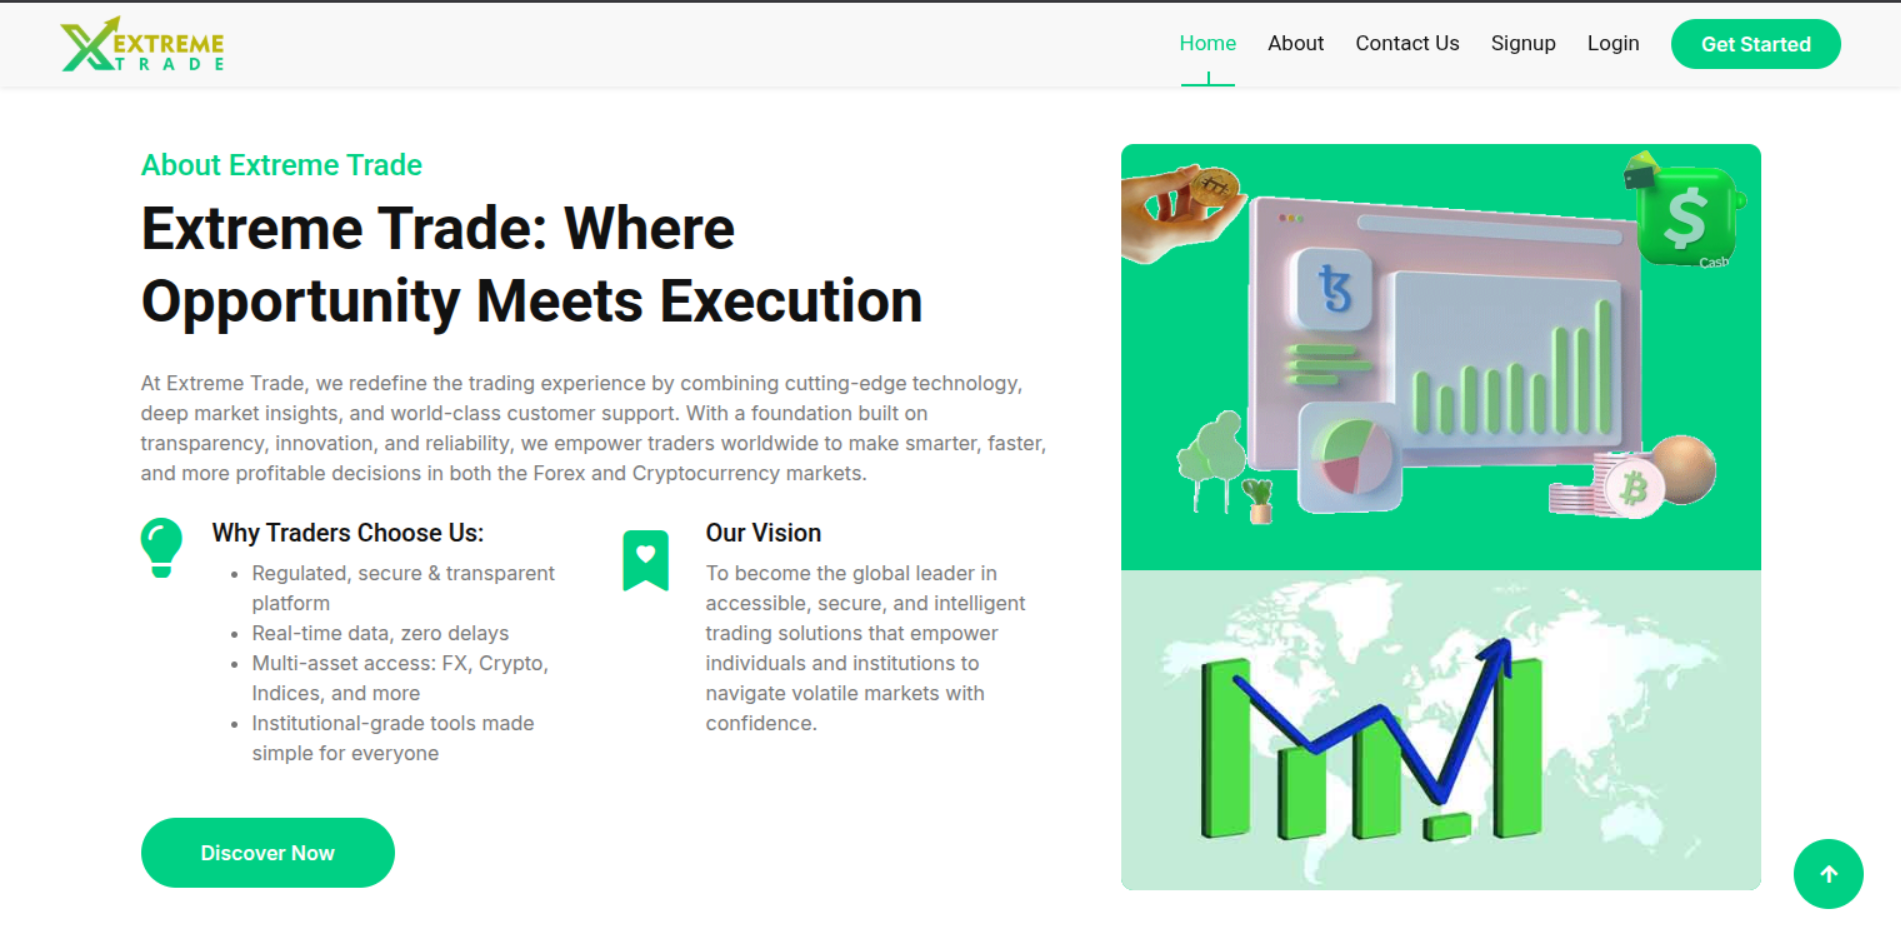 EXTREME
TRADE
Home
About
Contact Us
Signup
Login
Get Started
About Extreme Trade
Extreme Trade: Where
Opportunity Meets Execution
At Extreme Trade, we redefine the trading experience by combining cutting-edge technology,
deep market insights, and world-class customer support. With a foundation built on
transparency, innovation, and reliability, we empower traders worldwide to make smarter, faster,
and more profitable decisions in both the Forex and Cryptocurrency markets.
Why Traders Choose Us:
• Regulated, secure & transparent
platform
• Real-time data, zero delays
• Multi-asset access: FX, Crypto,
Indices, and more
• Institutional-grade tools made
simple for everyone
Our Vision
To become the global leader in
accessible, secure, and intelligent
trading solutions that empower
individuals and institutions to
navigate volatile markets with
confidence.
Discover Now
$
Cash